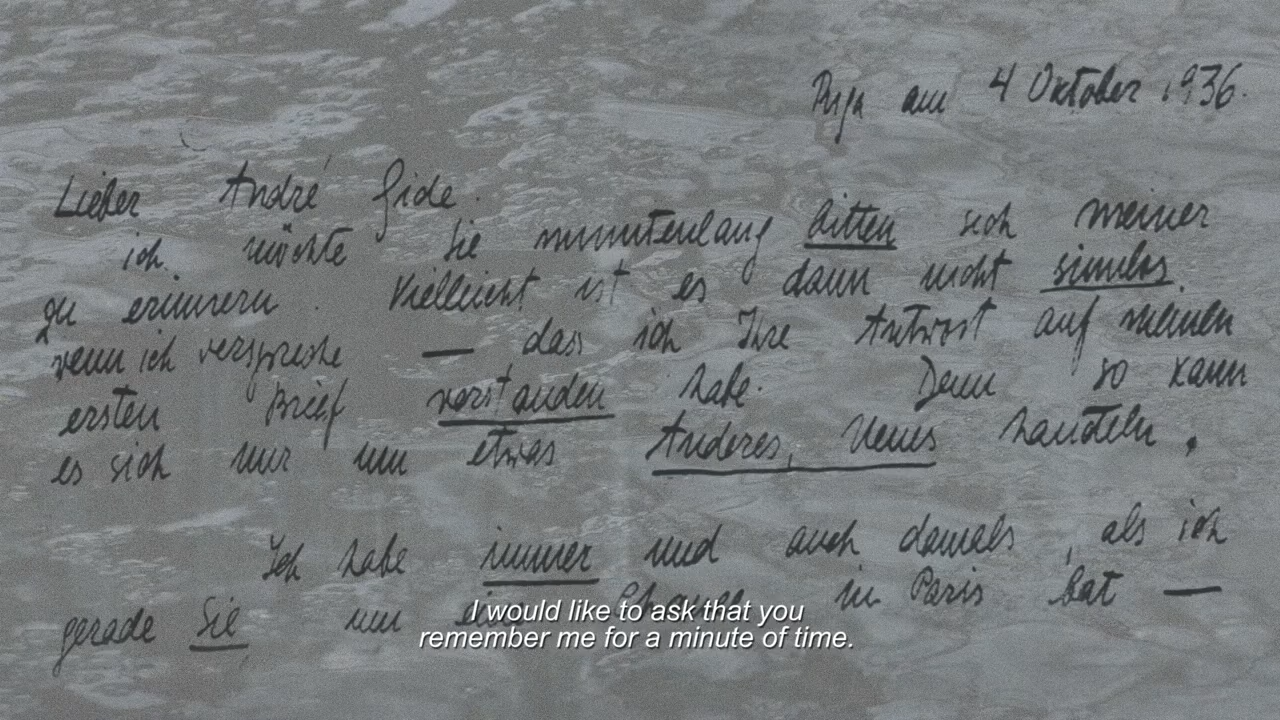 Riga am 4 Oktober 1936.
Lieber André Gide.
ich möchte Sie minutenlang bitten sich meiner
zu erinnern. Vielleicht ist es dann nicht sinnlos,
wenn ich verspreche — dass ich Ihre Antwort auf meinen
ersten Brief verstanden habe. Denn so kann
es sich nur um etwas Anderes, Neues handeln.
Ich habe immer und auch damals, als ich
gerade Sie um eine Chance in Paris bat —
I would like to ask that you
remember me for a minute of time.